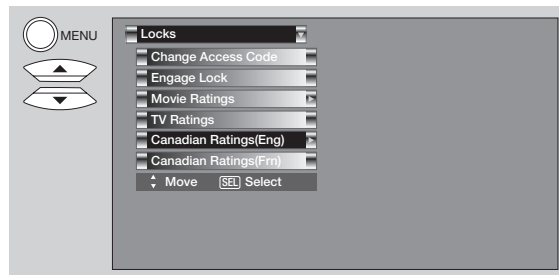 MENU
Locks
Change Access Code
Engage Lock
Movie Ratings
TV Ratings
Canadian Ratings(Eng)
Canadian Ratings(Frn)
Move SEL Select